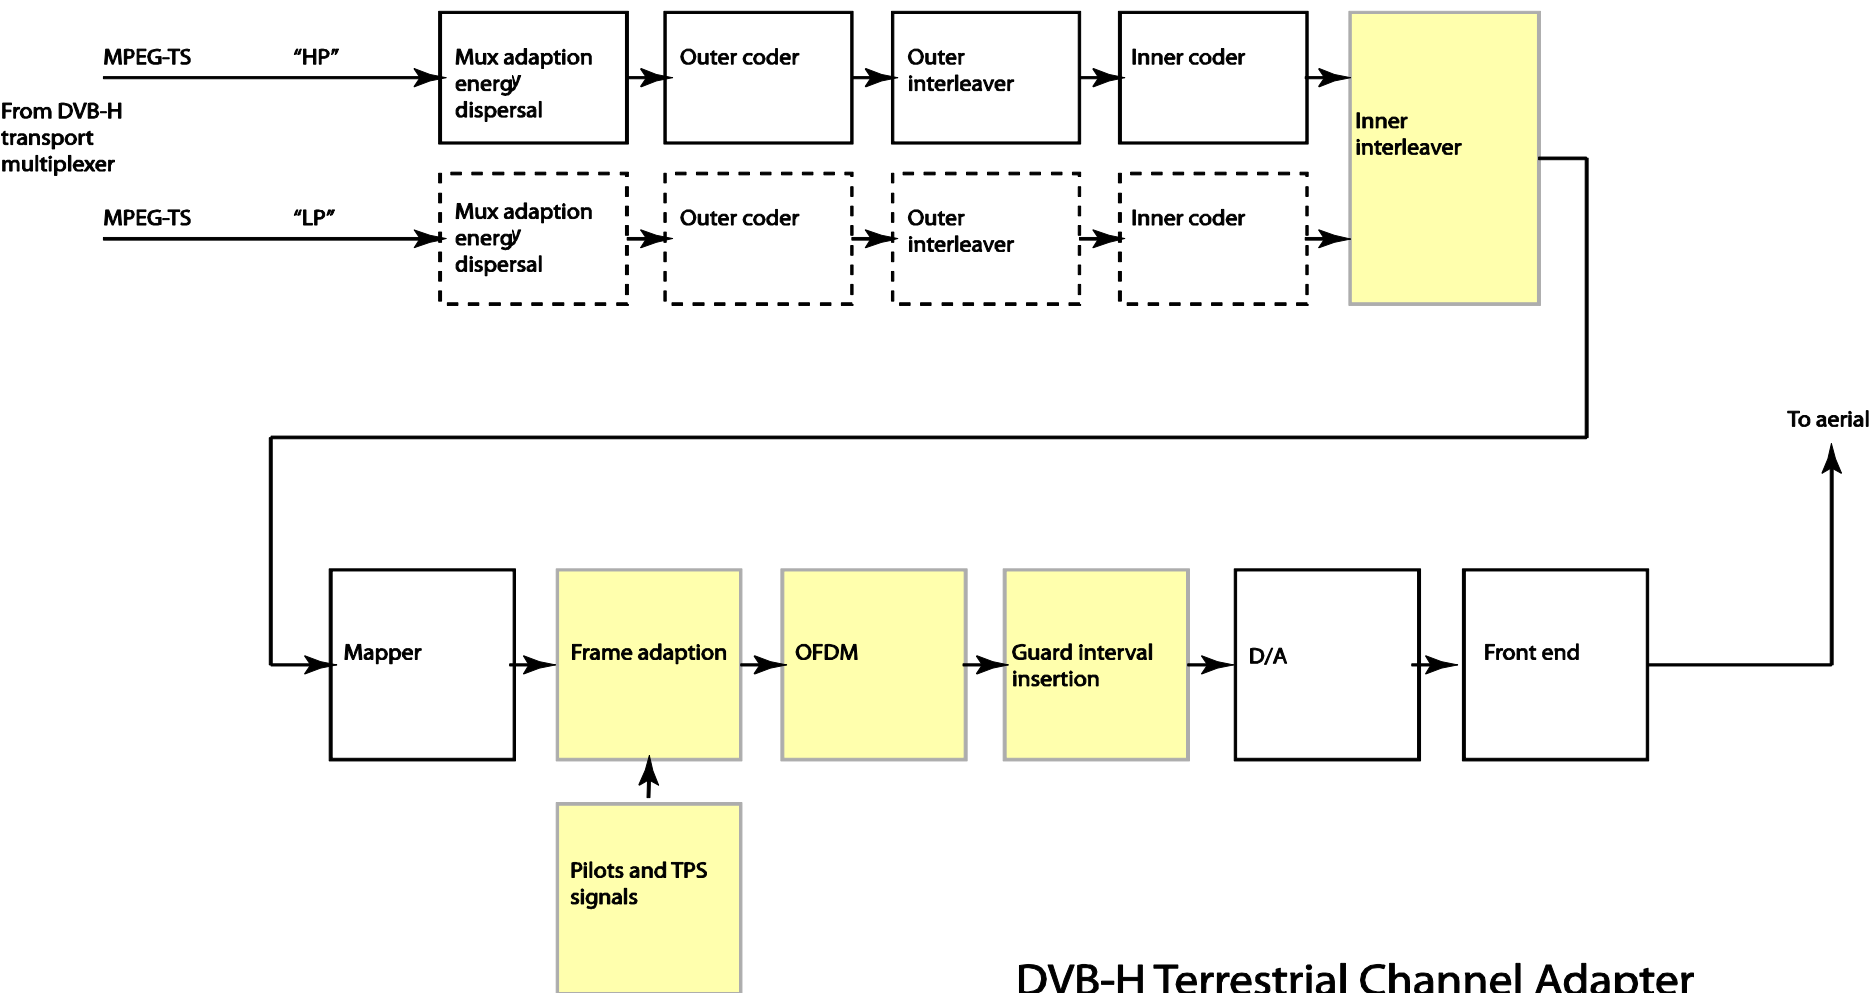 MPEG-TS “HP”
From DVB-H
transport
multiplexer
Mux adaption
energy
dispersal
Outer coder
Outer
interleaver
Inner coder
Inner
interleaver
MPEG-TS “LP”
Mux adaption
energy
dispersal
Outer coder
Outer
interleaver
Inner coder
To aerial
Mapper
Frame adaption
OFDM
Guard interval
insertion
D/A
Front end
Pilots and TPS
signals
DVB-H Terrestrial Channel Adapter